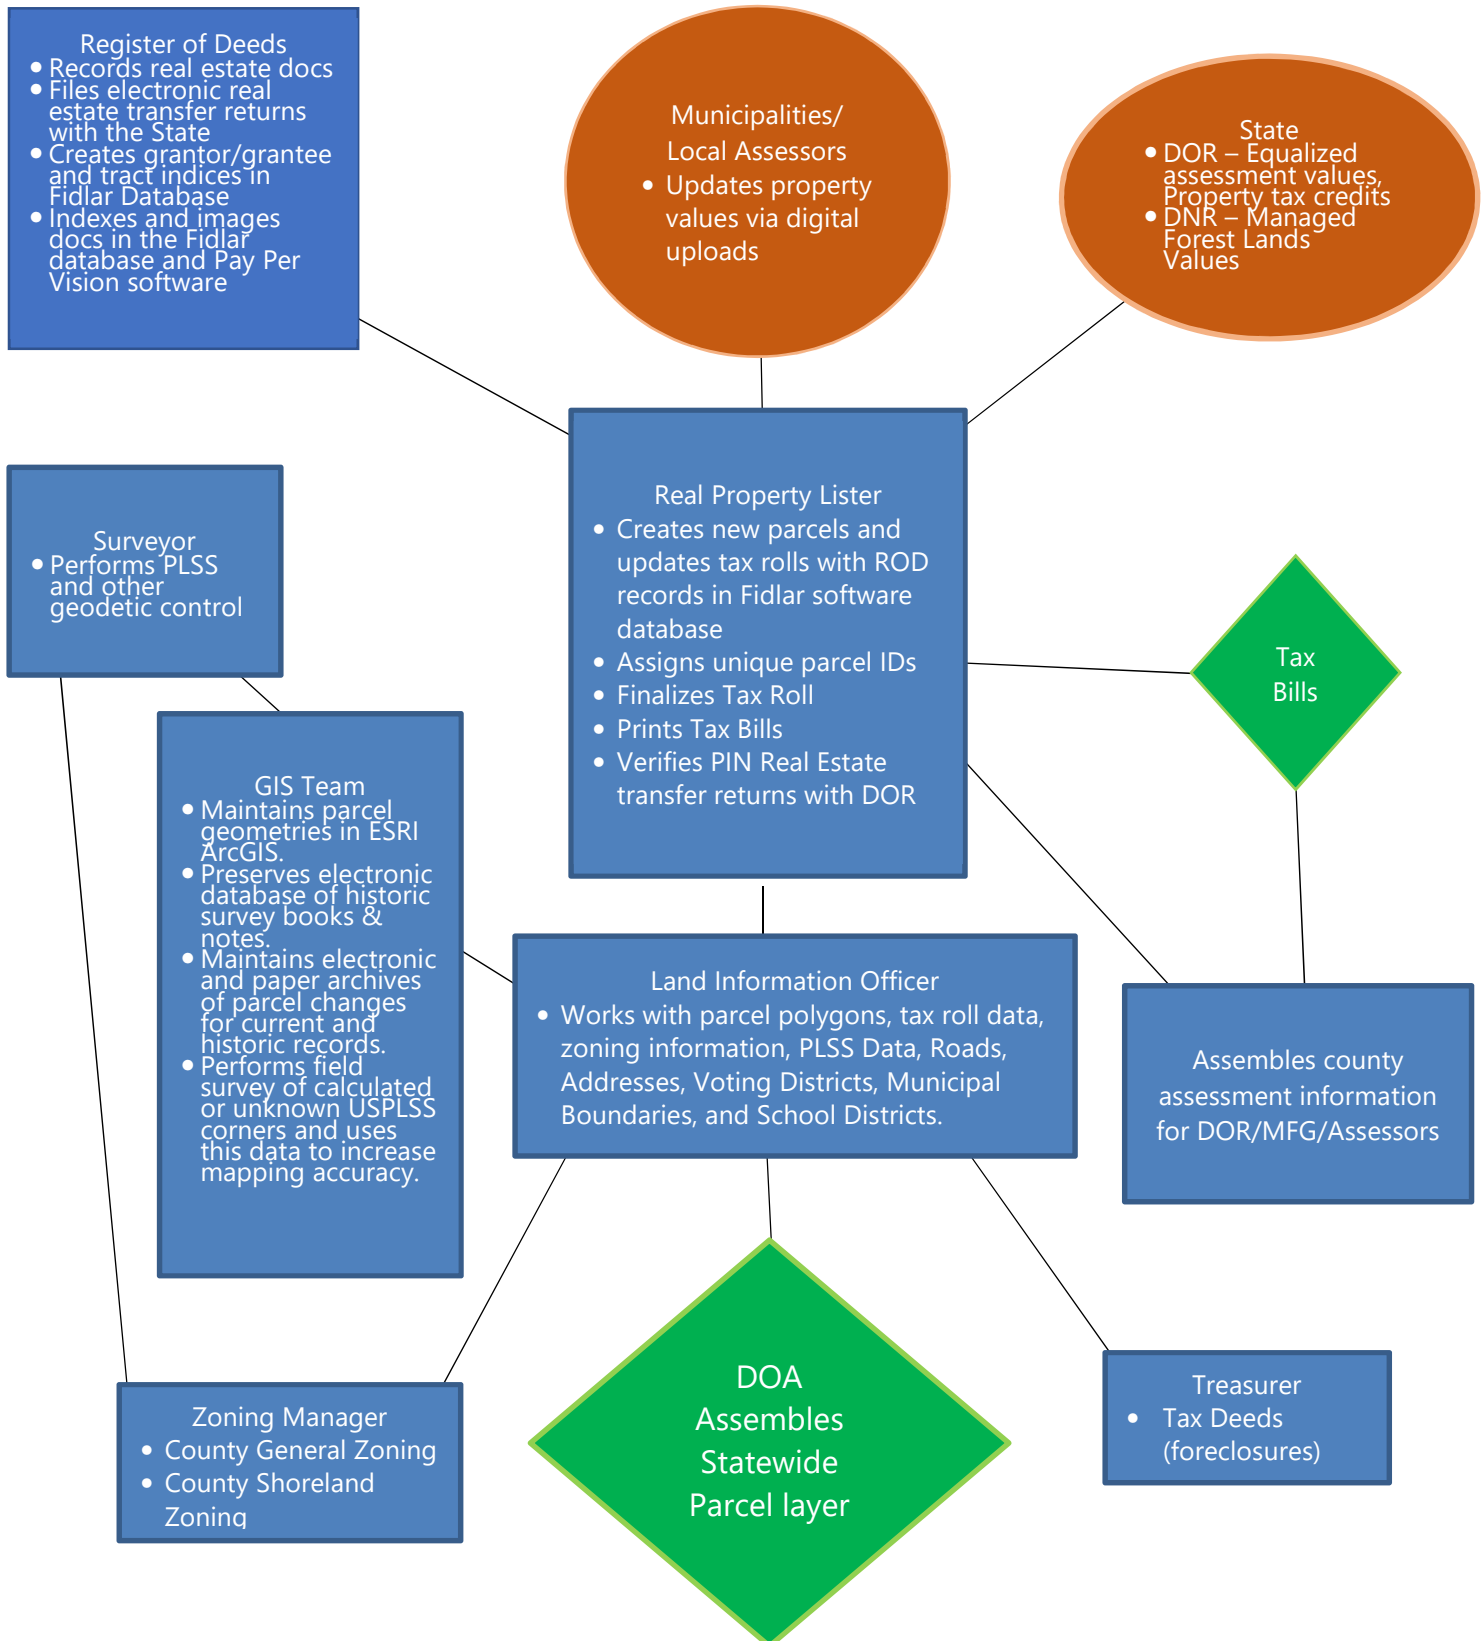 Register of Deeds
• Records real estate docs
• Files electronic real
estate transfer returns
with the State
• Creates grantor/grantee
and tract indices in
Fidlar Database
• Indexes and images
docs in the Fidlar
database and Pay Per
Vision software
Municipalities/
Local Assessors
• Updates property
values via digital
uploads
State
• DOR – Equalized
assessment values,
Property tax credits
• DNR – Managed
Forest Lands
Values
Real Property Lister
• Creates new parcels and
updates tax rolls with ROD
records in Fidlar software
database
• Assigns unique parcel IDs
• Finalizes Tax Roll
• Prints Tax Bills
• Verifies PIN Real Estate
transfer returns with DOR
Surveyor
• Performs PLSS
and other
geodetic control
Tax
Bills
GIS Team
• Maintains parcel
geometries in ESRI
ArcGIS.
• Preserves electronic
database of historic
survey books &
notes.
• Maintains electronic
and paper archives
of parcel changes
for current and
historic records.
• Performs field
survey of calculated
or unknown USPLSS
corners and uses
this data to increase
mapping accuracy.
Land Information Officer
• Works with parcel polygons, tax roll data,
zoning information, PLSS Data, Roads,
Addresses, Voting Districts, Municipal
Boundaries, and School Districts.
Assembles county
assessment information
for DOR/MFG/Assessors
Zoning Manager
• County General Zoning
• County Shoreland
Zoning
DOA
Assembles
Statewide
Parcel layer
Treasurer
• Tax Deeds
(foreclosures)